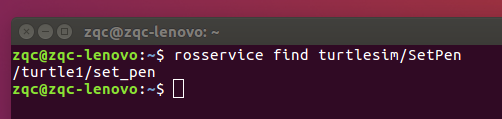 zqc@zqc-lenovo: ~
zqc@zqc-lenovo:~$ rosservice find turtlesim/SetPen
/turtle1/set_pen
zqc@zqc-lenovo:~$